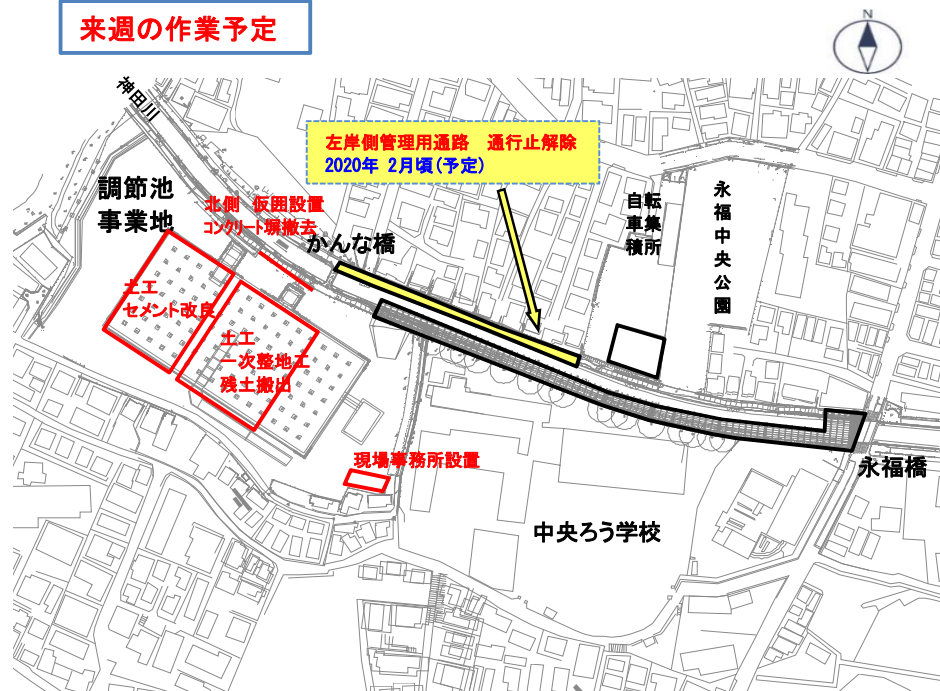 来週の作業予定
N
神田川
左岸側管理用通路　通行止解除
2020年 2月頃(予定)
調節池
事業地
北側　仮囲設置
コンクリート塀撤去
かんな橋
自転
車集
積所
永福中央公園
土工
セメント改良
土工
一次整地工
残土搬出
現場事務所設置
永福橋
中央ろう学校